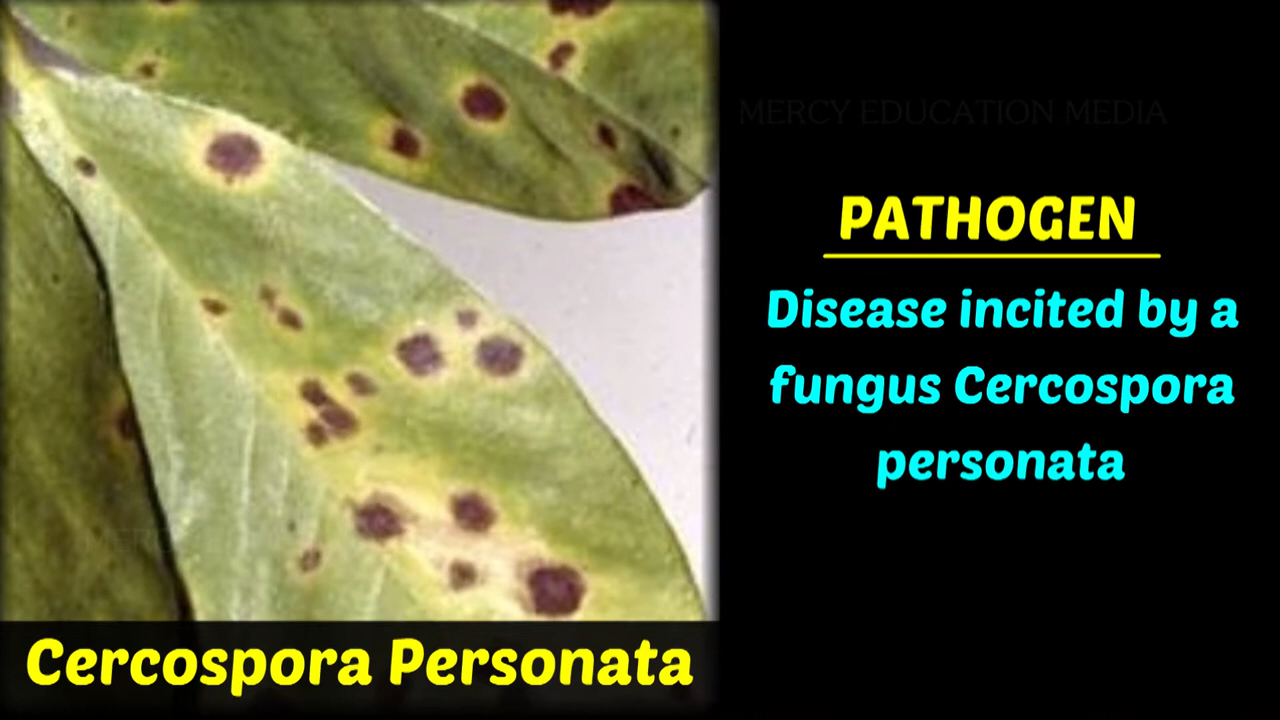 MERCY EDUCATION MEDIA
PATHOGEN
Disease incited by a
fungus Cercospora
personata
Cercospora Personata